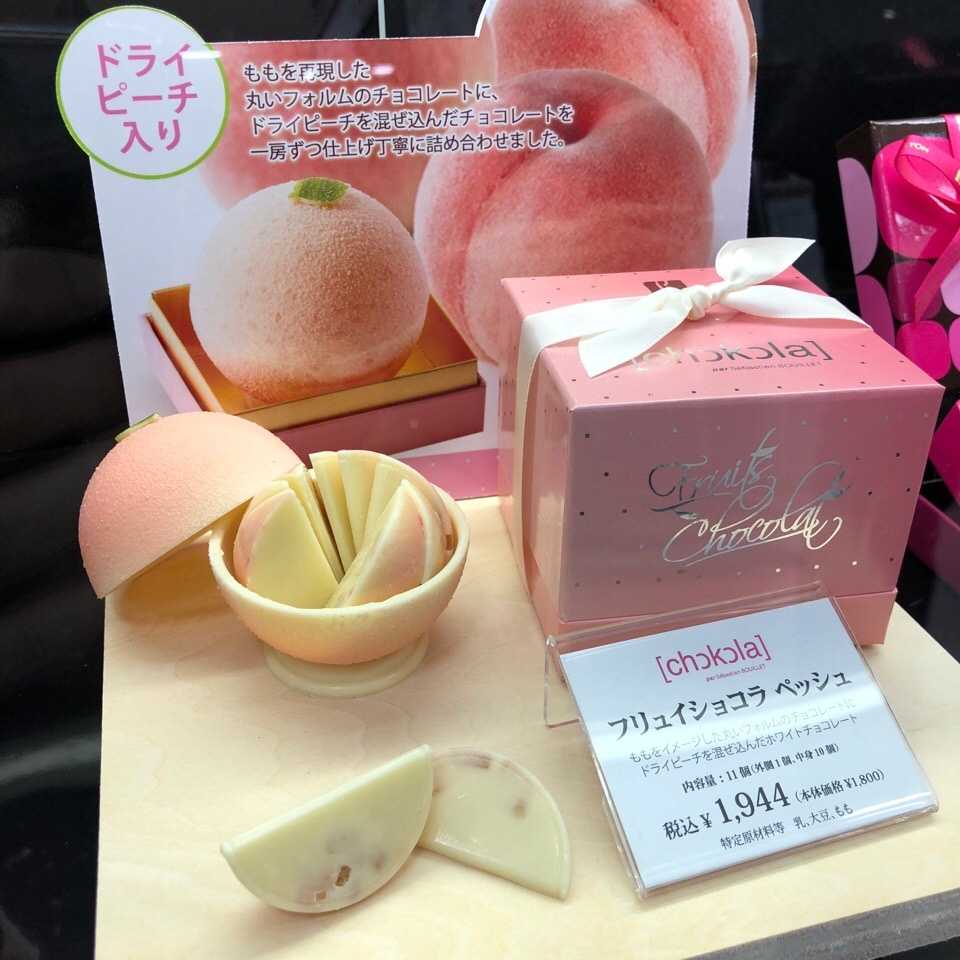 ドライ
ピーチ
入り
ももを再現した
丸いフォルムのチョコレートに、
ドライピーチを混ぜ込んだチョコレートを
一房ずつ仕上げ丁寧に詰め合わせました。
[chokola]
par Sébastien BOUILLET
Fruits
Chocolat
[chokola]
par Sébastien BOUILLET
フリュイショコラ ペッシュ
ももをイメージした丸いフォルムのチョコレートに
ドライピーチを混ぜ込んだホワイトチョコレート
内容量：11個(外側1個、中身10個)
税込¥1,944(本体価格¥1,800)
特定原材料等 乳、大豆、もも